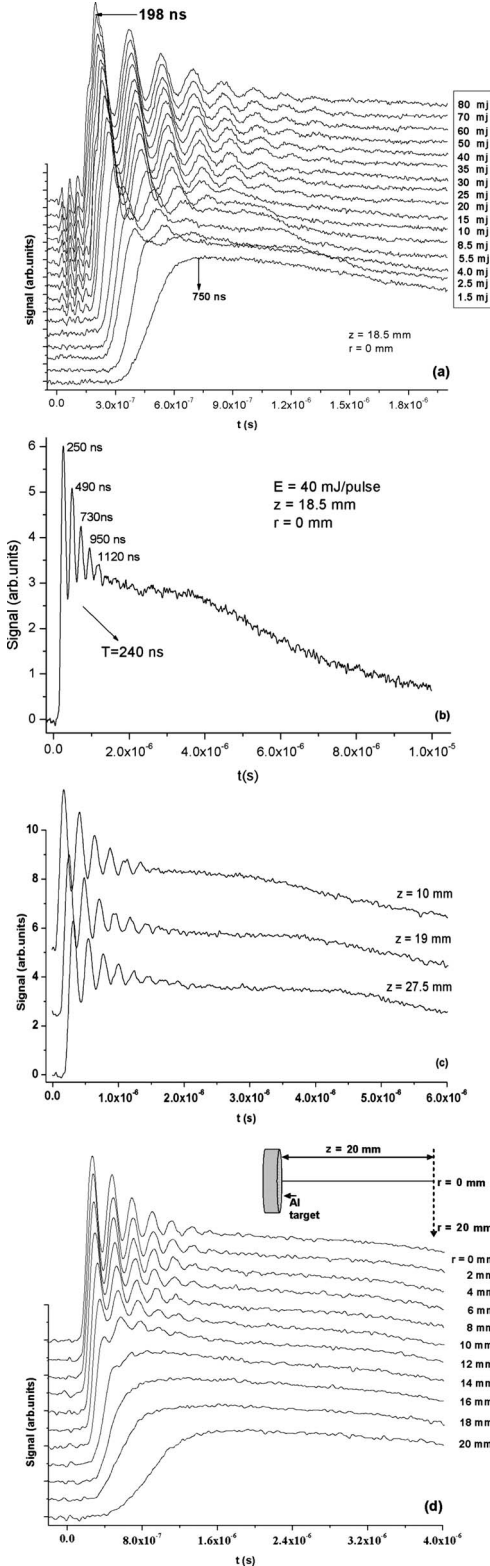 198 ns
80 mj
70 mj
60 mj
50 mj
40 mj
35 mj
30 mj
25 mj
20 mj
15 mj
10 mj
8.5 mj
5.5 mj
4.0 mj
2.5 mj
1.5 mj
signal (arb.units)
750 ns
z = 18.5 mm
r = 0 mm
(a)
0.0 3.0x10⁻⁷ 6.0x10⁻⁷ 9.0x10⁻⁷ 1.2x10⁻⁶ 1.5x10⁻⁶ 1.8x10⁻⁶
t (s)
6
5
4
3
2
1
0
Signal (arb.units)
250 ns
490 ns
730ns
950 ns
1120 ns
T=240 ns
E = 40 mJ/pulse
z = 18.5 mm
r = 0 mm
(b)
0.0 2.0x10⁻⁶ 4.0x10⁻⁶ 6.0x10⁻⁶ 8.0x10⁻⁶ 1.0x10⁻⁵
t(s)
10
8
6
4
2
0
Signal (arb.units)
z = 10 mm
z = 19 mm
z = 27.5 mm
(c)
0.0 1.0x10⁻⁶ 2.0x10⁻⁶ 3.0x10⁻⁶ 4.0x10⁻⁶ 5.0x10⁻⁶ 6.0x10⁻⁶
t (s)
z = 20 mm
r = 0 mm
Al
target
r = 20 mm
r = 0 mm
2 mm
4 mm
6 mm
8 mm
10 mm
12 mm
14 mm
16 mm
18 mm
20 mm
Signal (arb.units)
(d)
0.0 8.0x10⁻⁷ 1.6x10⁻⁶ 2.4x10⁻⁶ 3.2x10⁻⁶ 4.0x10⁻⁶
t (s)